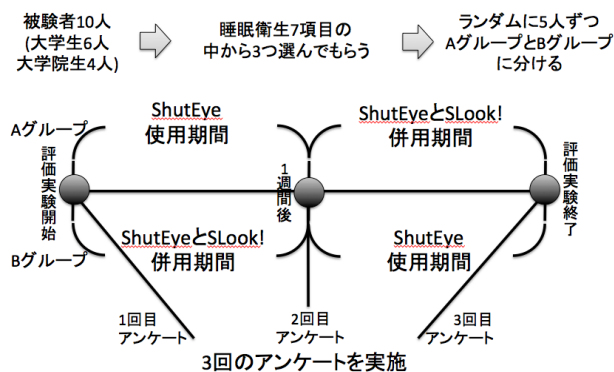 被験者10人
(大学生6人
大学院生4人)
睡眠衛生7項目の
中から3つ選んでもらう
ランダムに5人ずつ
AグループとBグループ
に分ける
Aグループ
ShutEye
使用期間
ShutEyeとSLook!
併用期間
評価実験開始
1週間後
評価実験終了
Bグループ
ShutEyeとSLook!
併用期間
ShutEye
使用期間
1回目
アンケート
2回目
アンケート
3回目
アンケート
3回のアンケートを実施